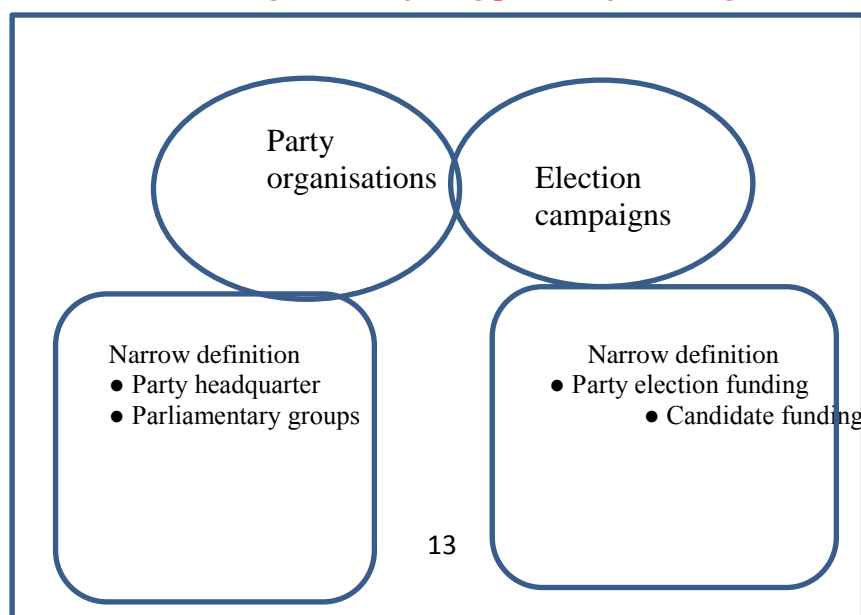 Party
organisations
Election
campaigns
Narrow definition
● Party headquarter
● Parliamentary groups
Narrow definition
● Party election funding
● Candidate funding
13